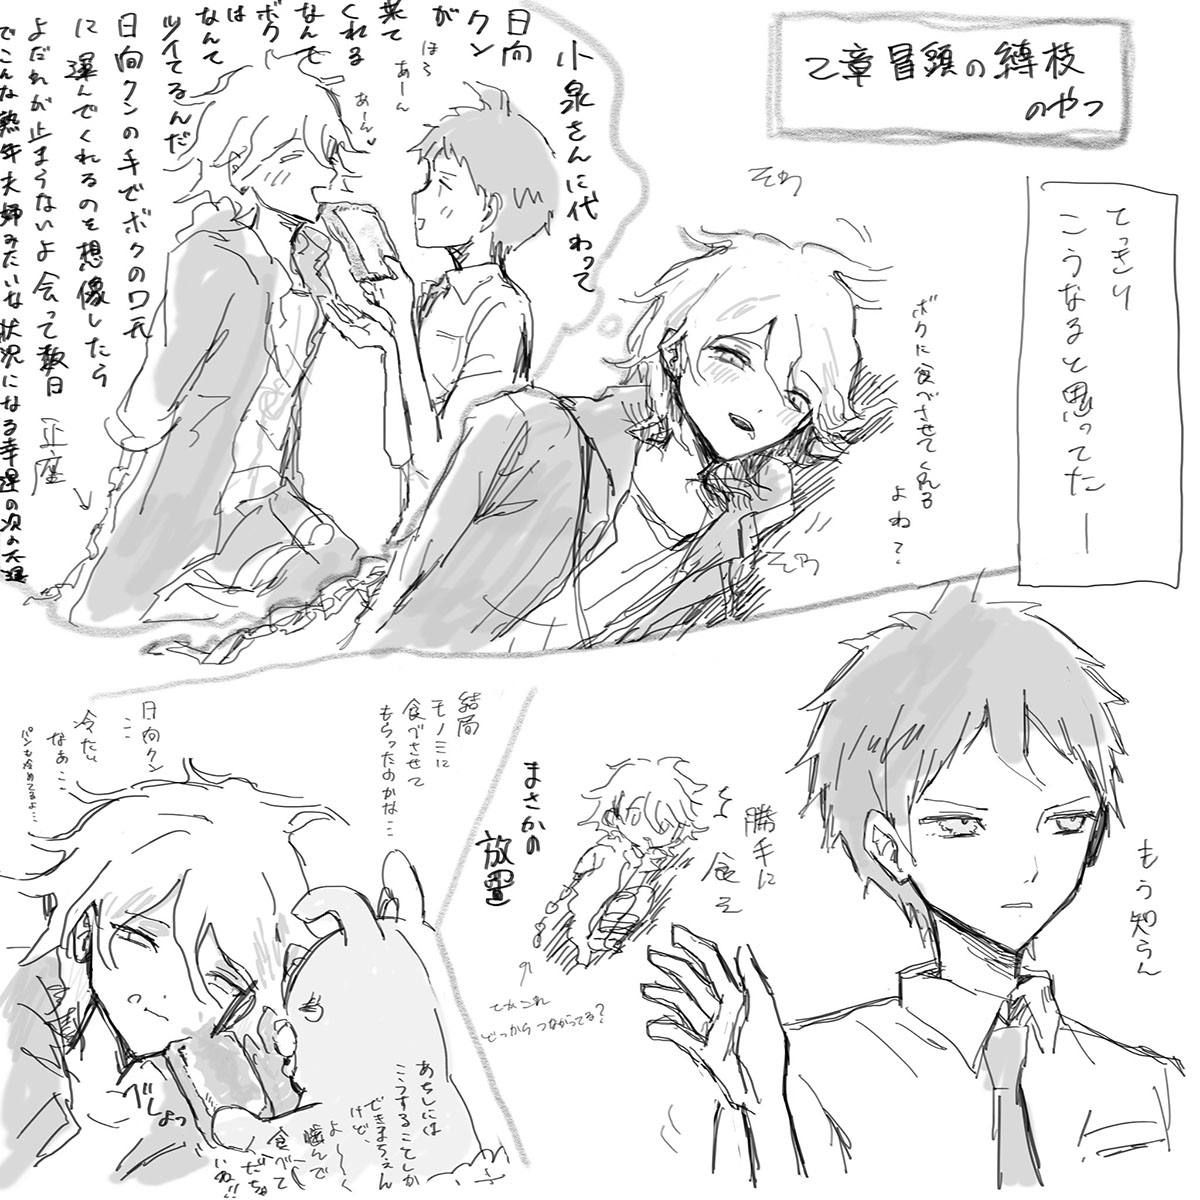 2章冒頭の縛枝
のやつ
てっきり
こうなると思ってたー
小泉さんに代わって
日向
クン
が
来て
くれる
なんて
ボク
は
なんて
ツイてるんだ
日向クンの手でボクの口元
に運んでくれるのを想像したら
よだれが止まらないよ会って数日
でこんな熟年夫婦みたいな状況になる幸運の次の不運
正座
ほら
あーん
あーん♥
ボクに食べさせてくれる
よね?
もう知らん
勝手に
食え
まさかの
放置
てかこれ
どっからつながってる?
結局
モノミに
食べさせて
もらったのかな…
日向クン
…
冷たい
なあ…
パンも冷めてるよ…
ぐしょっ
あちしには
こうすることしか
できまちぇん
けど、
よ～～く
噛んで
食べて